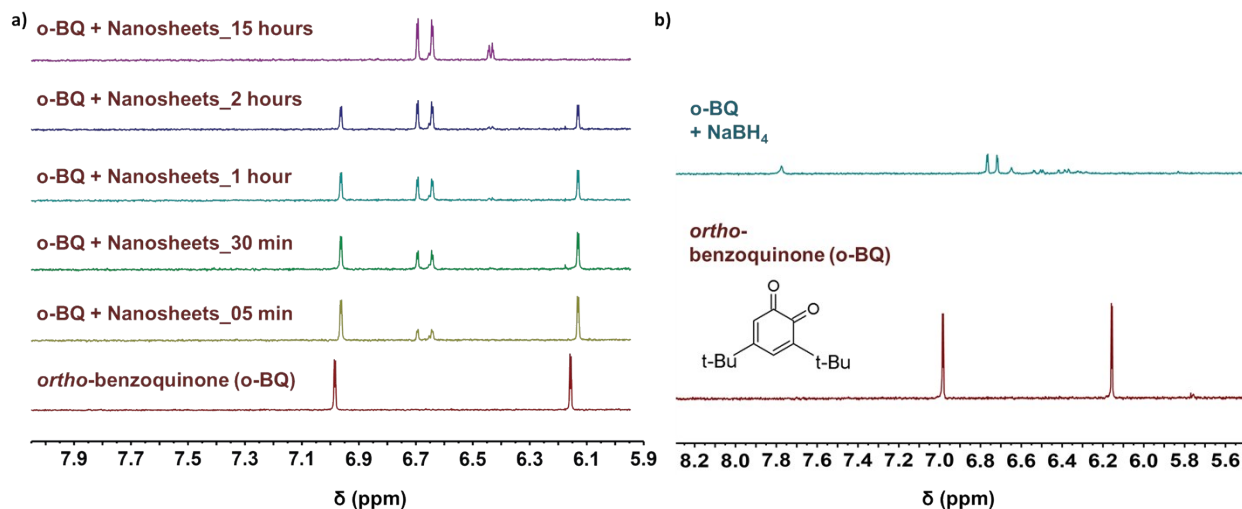 a)
o-BQ + Nanosheets_15 hours
o-BQ + Nanosheets_2 hours
o-BQ + Nanosheets_1 hour
o-BQ + Nanosheets_30 min
o-BQ + Nanosheets_05 min
ortho-benzoquinone (o-BQ)
7.9 7.7 7.5 7.3 7.1 6.9 6.7 6.5 6.3 6.1 5.9
δ (ppm)
b)
o-BQ
+ NaBH₄
ortho-
benzoquinone (o-BQ)
O
O
t-Bu
t-Bu
8.2 8.0 7.8 7.6 7.4 7.2 7.0 6.8 6.6 6.4 6.2 6.0 5.8 5.6
δ (ppm)